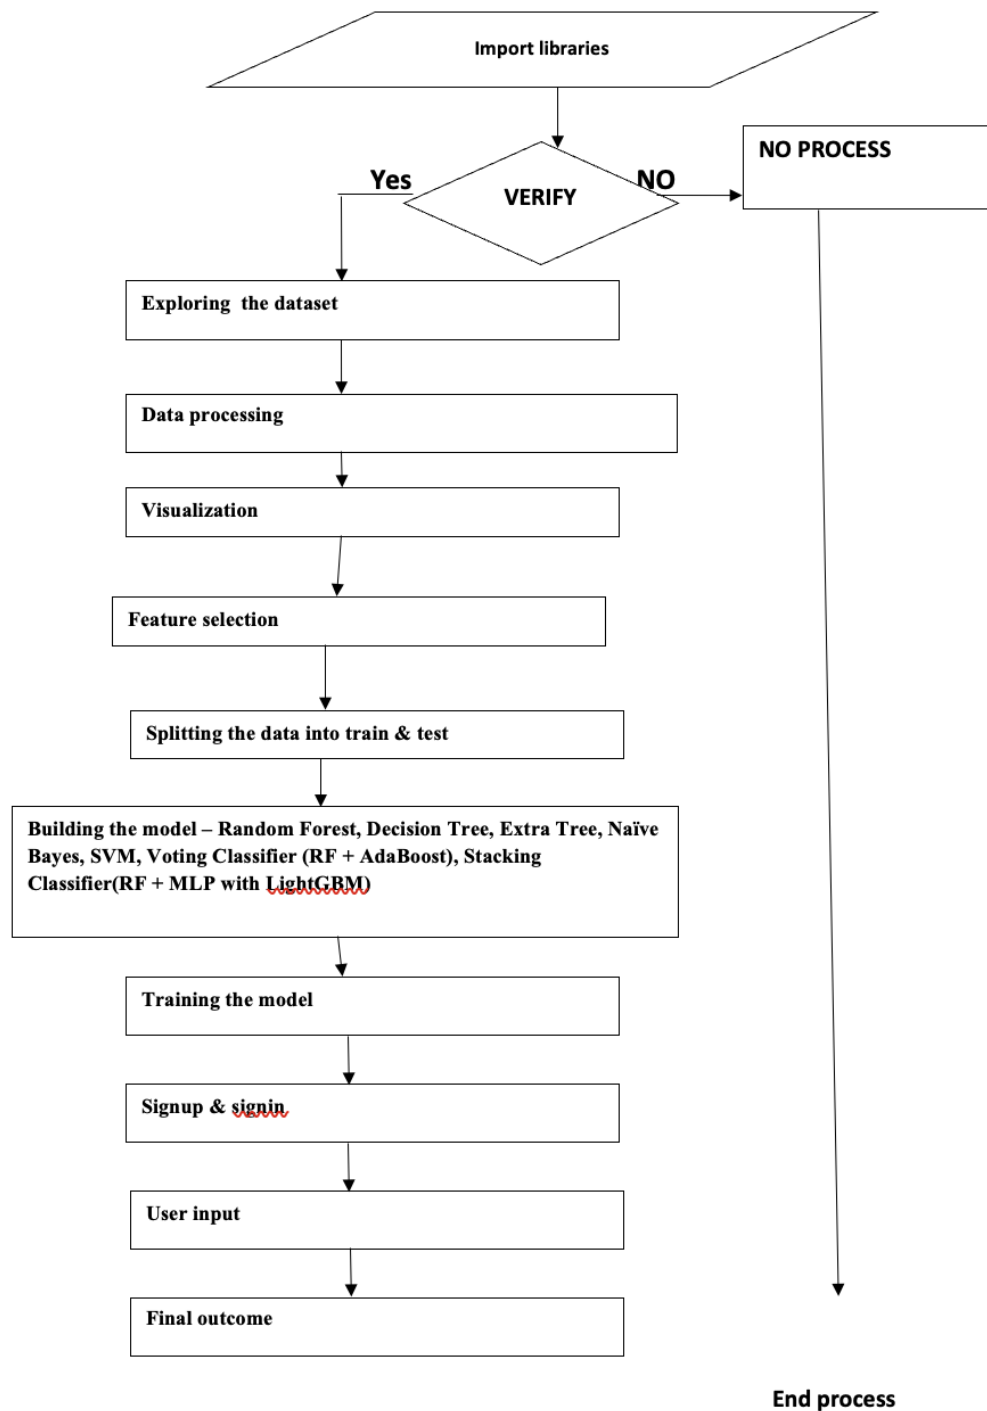 Import libraries
Yes
VERIFY
NO
NO PROCESS
Exploring  the dataset
Data processing
Visualization
Feature selection
Splitting the data into train & test
Building the model – Random Forest, Decision Tree, Extra Tree, Naïve
Bayes, SVM, Voting Classifier (RF + AdaBoost), Stacking
Classifier(RF + MLP with LightGBM)
Training the model
Signup & signin
User input
Final outcome
End process